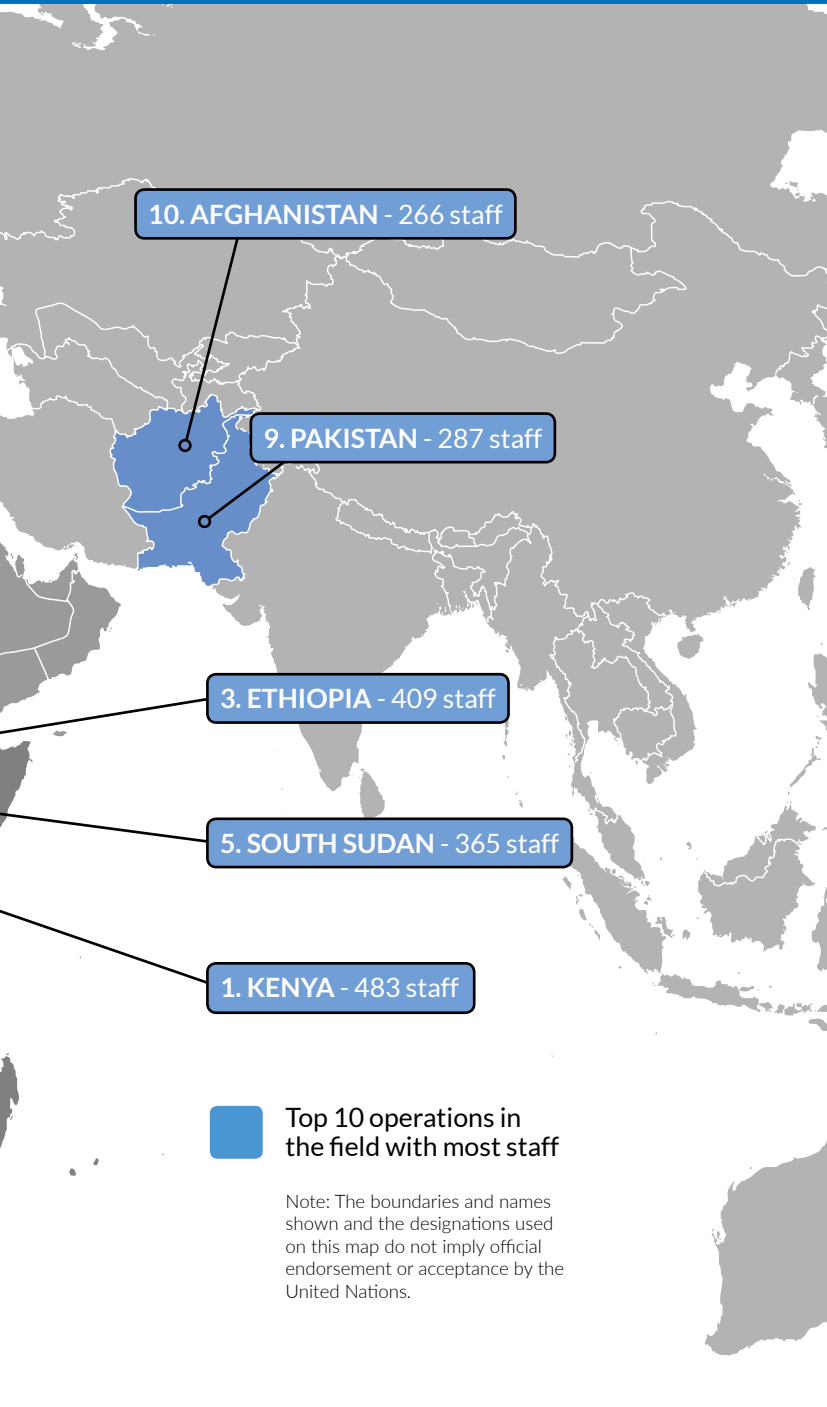 10. AFGHANISTAN - 266 staff
9. PAKISTAN - 287 staff
3. ETHIOPIA - 409 staff
5. SOUTH SUDAN - 365 staff
1. KENYA - 483 staff
Top 10 operations in
the field with most staff
Note: The boundaries and names
shown and the designations used
on this map do not imply official
endorsement or acceptance by the
United Nations.